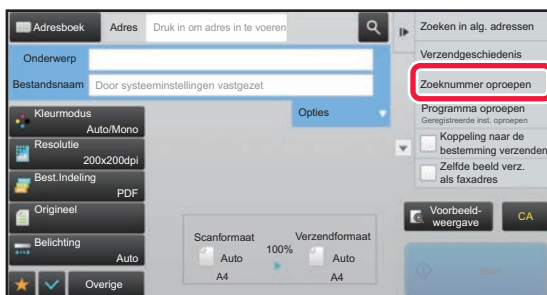 Adresboek
Adres
Druk in om adres in te voeren
Onderwerp
Bestandsnaam
Door systeeminstellingen vastgezet
Opties
Kleurmodus
Auto/Mono
Resolutie
200x200dpi
Best.Indeling
PDF
Origineel
Belichting
Auto
Overige
Scanformaat
Auto
A4
100%
Verzendformaat
Auto
A4
Zoeken in alg. adressen
Verzendgeschiedenis
Zoeknummer oproepen
Programma oproepen
Geregistreerde inst. oproepen
Koppeling naar de
bestemming verzenden
Zelfde beeld verz.
als faxadres
Voorbeeld-
weergave
CA
Start